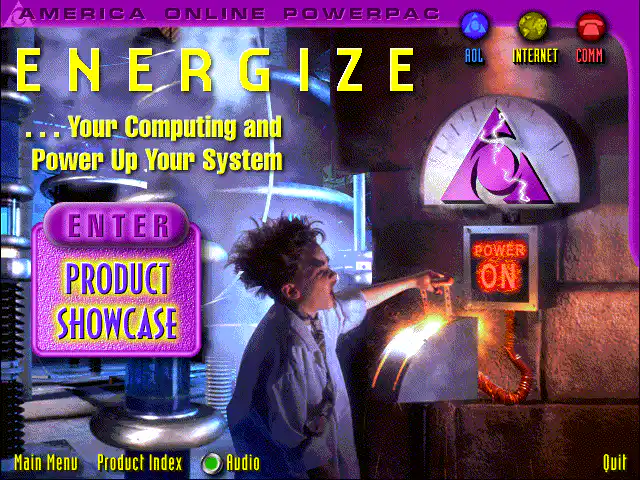 AMERICA ONLINE POWERPAC
ENERGIZE
. . . Your Computing and
Power Up Your System
AOL INTERNET COMM
ENTER
PRODUCT
SHOWCASE
POWER
ON
Main Menu Product Index Audio Quit